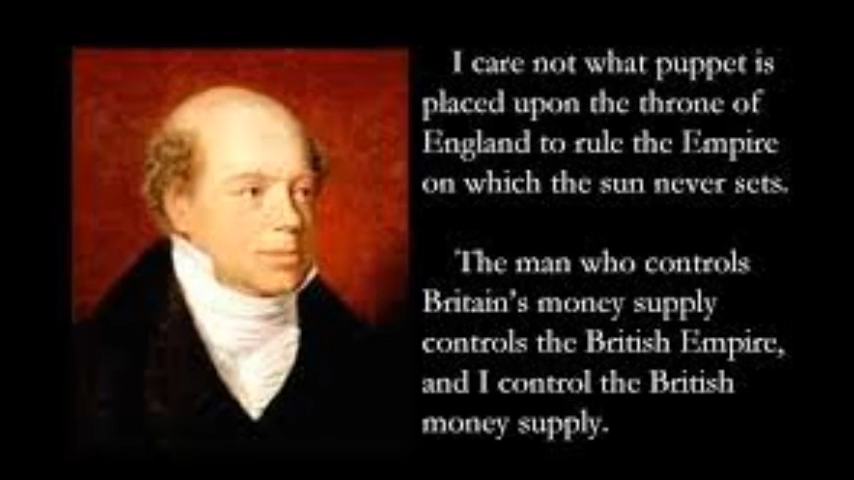 I care not what puppet is
placed upon the throne of
England to rule the Empire
on which the sun never sets.
The man who controls
Britain's money supply
controls the British Empire,
and I control the British
money supply.